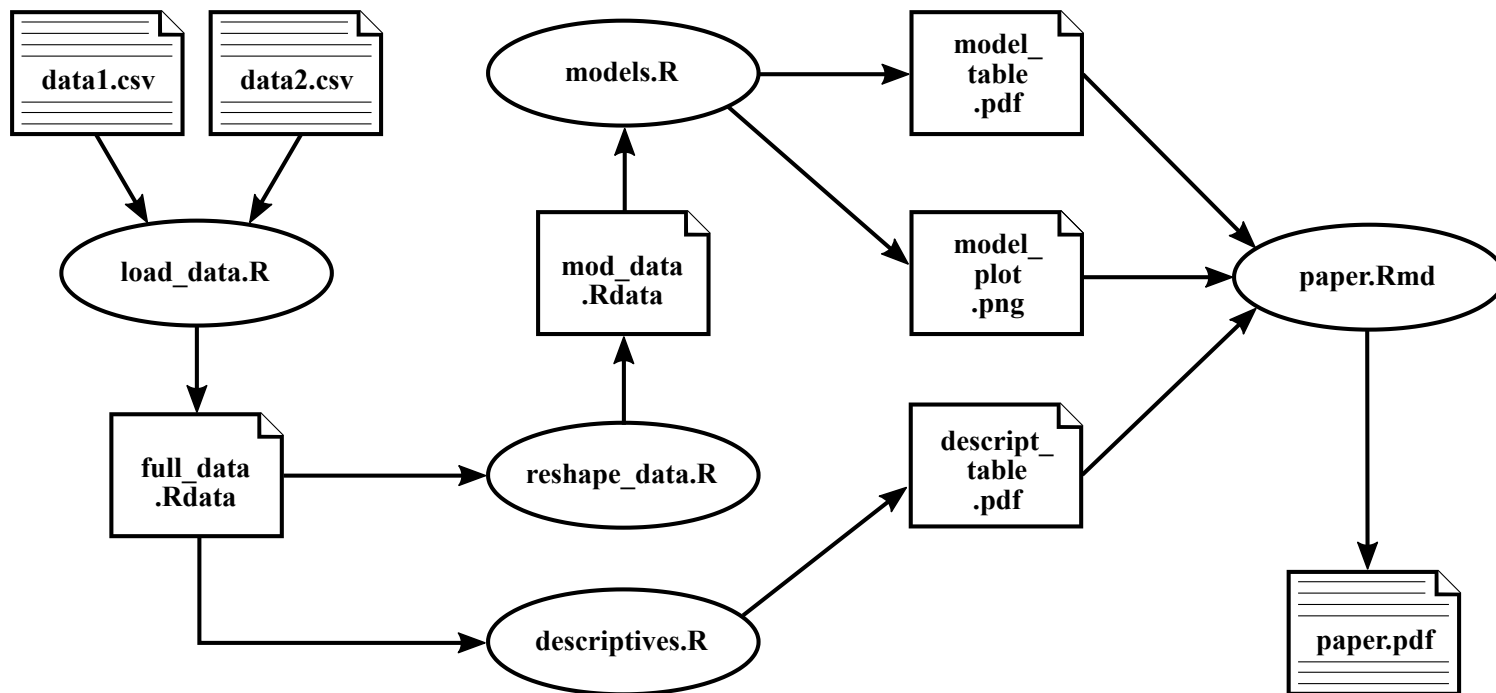 data1.csv
data2.csv
load_data.R
full_data
.Rdata
reshape_data.R
descriptives.R
mod_data
.Rdata
models.R
model_
table
.pdf
model_
plot
.png
descript_
table
.pdf
paper.Rmd
paper.pdf